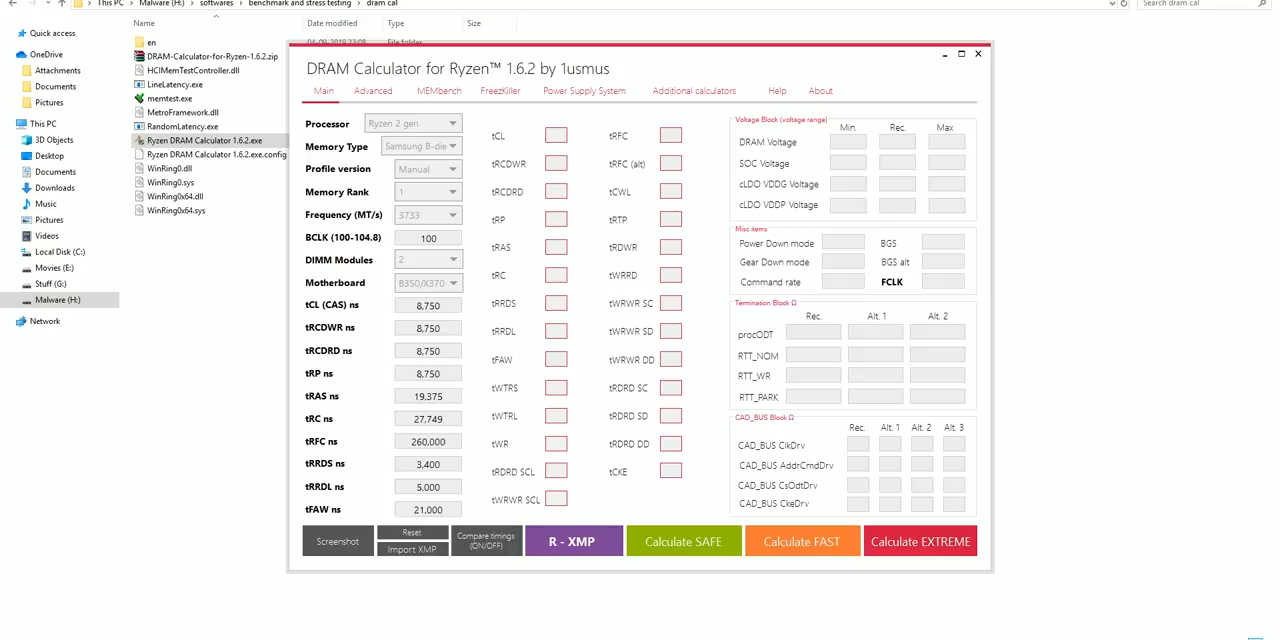 This PC > Malware (H:) > softwares > benchmark and stress testing > dram cal
Search dram cal
Name
Date modified
Type
Size
Quick access
OneDrive
Attachments
Documents
Pictures
This PC
3D Objects
Desktop
Documents
Downloads
Music
Pictures
Videos
Local Disk (C:)
Movies (E:)
Stuff (G:)
Malware (H:)
Network
en
04-09-2019 23:08
File folder
DRAM-Calculator-for-Ryzen-1.6.2.zip
HCIMemTestController.dll
LineLatency.exe
memtest.exe
MetroFramework.dll
RandomLatency.exe
Ryzen DRAM Calculator 1.6.2.exe
Ryzen DRAM Calculator 1.6.2.exe.config
WinRing0.dll
WinRing0.sys
WinRing0x64.dll
WinRing0x64.sys
DRAM Calculator for Ryzen™ 1.6.2 by 1usmus
Main
Advanced
MEMbench
FreezKiller
Power Supply System
Additional calculators
Help
About
Processor Ryzen 2 gen
Memory Type Samsung B-die
Profile version Manual
Memory Rank 1
Frequency (MT/s) 3733
BCLK (100-104.8) 100
DIMM Modules 2
Motherboard B350/X370
tCL (CAS) ns 8,750
tRCDWR ns 8,750
tRCDRD ns 8,750
tRP ns 8,750
tRAS ns 19,375
tRC ns 27,749
tRFC ns 260,000
tRRDS ns 3,400
tRRDL ns 5,000
tFAW ns 21,000
tCL
tRCDWR
tRCDRD
tRP
tRAS
tRC
tRRDS
tRRDL
tFAW
tWTRS
tWTRL
tWR
tRDRD SCL
tWRWR SCL
tRFC
tRFC (alt)
tCWL
tRTP
tRDWR
tWRRD
tWRWR SC
tWRWR SD
tWRWR DD
tRDRD SC
tRDRD SD
tRDRD DD
tCKE
Voltage Block (voltage range)
Min. Rec. Max
DRAM Voltage
SOC Voltage
cLDO VDDG Voltage
cLDO VDDP Voltage
Misc items
Power Down mode BGS
Gear Down mode BGS alt
Command rate FCLK
Termination Block Ω
Rec. Alt. 1 Alt. 2
procODT
RTT_NOM
RTT_WR
RTT_PARK
CAD_BUS Block Ω
Rec. Alt. 1 Alt. 2 Alt. 3
CAD_BUS ClkDrv
CAD_BUS AddrCmdDrv
CAD_BUS CsOdtDrv
CAD_BUS CkeDrv
Screenshot
Reset
Import XMP
Compare timings
(ON/OFF)
R - XMP
Calculate SAFE
Calculate FAST
Calculate EXTREME